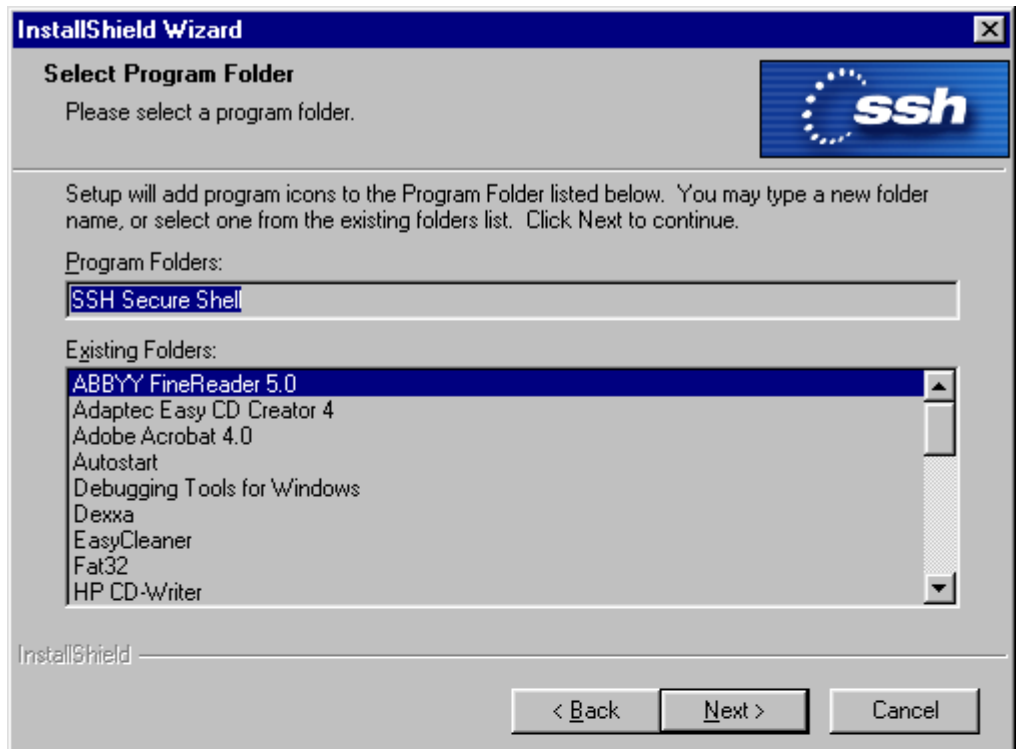 InstallShield Wizard
Select Program Folder
Please select a program folder.
ssh
Setup will add program icons to the Program Folder listed below.  You may type a new folder
name, or select one from the existing folders list.  Click Next to continue.
Program Folders:
SSH Secure Shell
Existing Folders:
ABBYY FineReader 5.0
Adaptec Easy CD Creator 4
Adobe Acrobat 4.0
Autostart
Debugging Tools for Windows
Dexxa
EasyCleaner
Fat32
HP CD-Writer
InstallShield
< Back
Next >
Cancel